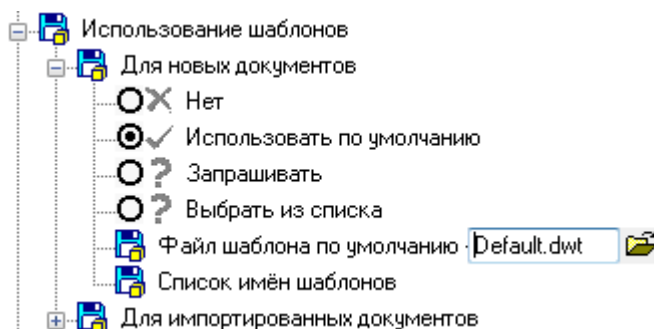 Использование шаблонов
Для новых документов
Нет
Использовать по умолчанию
Запрашивать
Выбрать из списка
Файл шаблона по умолчанию - Default.dwt
Список имён шаблонов
Для импортированных документов